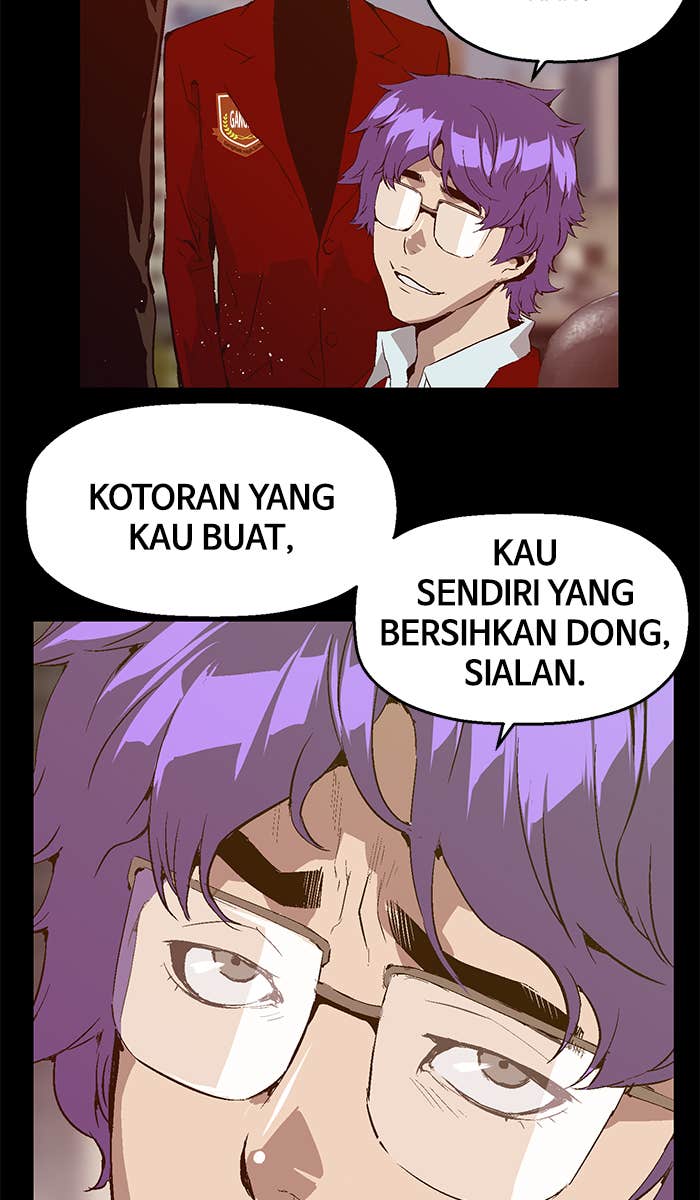 KOTORAN YANG
KAU BUAT,
KAU
SENDIRI YANG
BERSIHKAN DONG,
SIALAN.